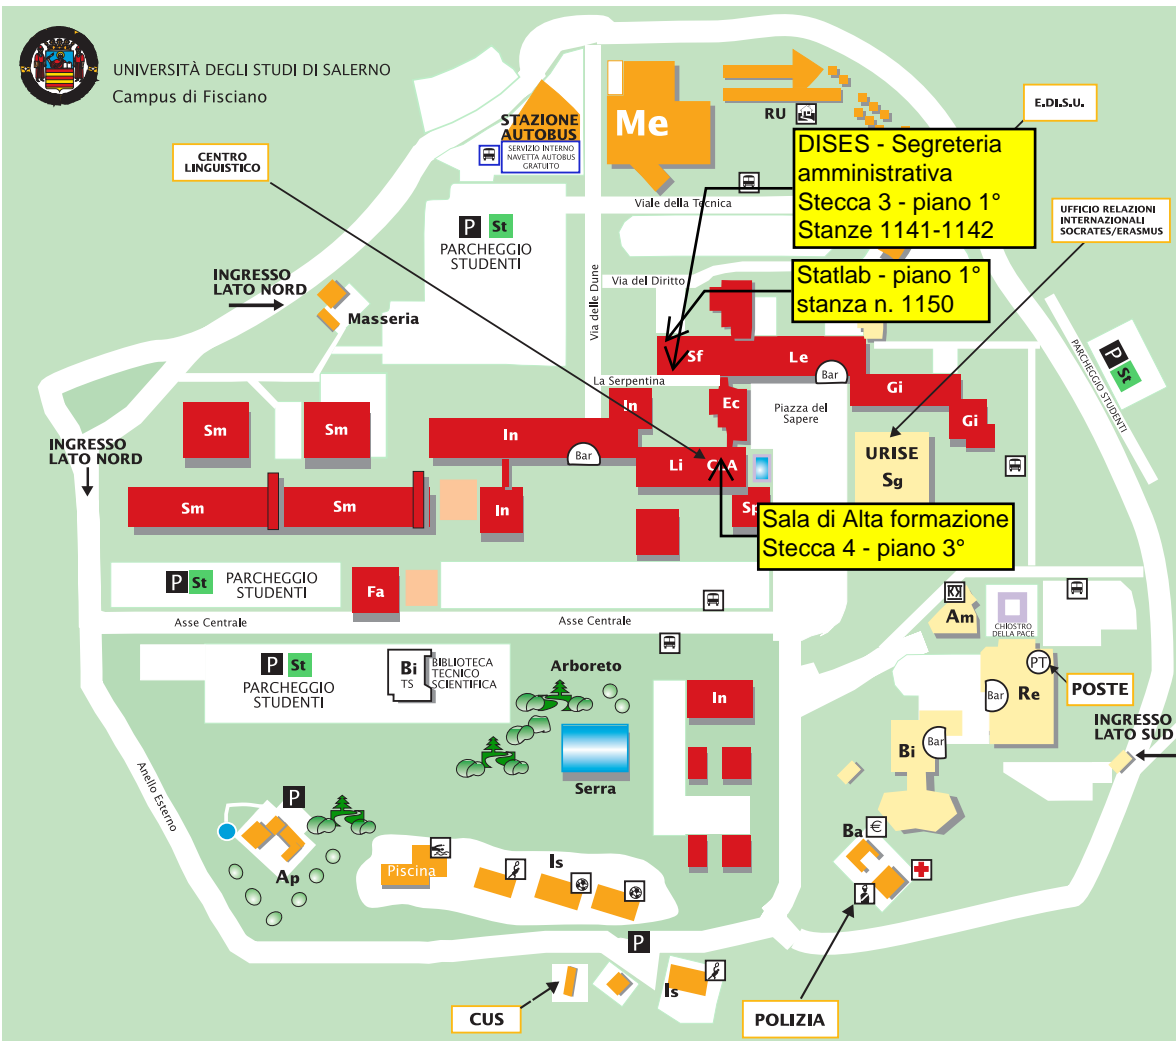 UNIVERSITÀ DEGLI STUDI DI SALERNO
Campus di Fisciano
CENTRO
LINGUISTICO
STAZIONE
AUTOBUS
SERVIZIO INTERNO
NAVETTA AUTOBUS
GRATUITO
Me
RU
E.DI.S.U.
DISES - Segreteria
amministrativa
Stecca 3 - piano 1°
Stanze 1141-1142
UFFICIO RELAZIONI
INTERNAZIONALI
SOCRATES/ERASMUS
Viale della Tecnica
P St
PARCHEGGIO
STUDENTI
INGRESSO
LATO NORD
Masseria
Via delle Dune
Via del Diritto
Statlab - piano 1°
stanza n. 1150
P St
PARCHEGGIO STUDENTI
Sf
Le
Bar
La Serpentina
Gi
Gi
In
Ec
Piazza del
Sapere
Sm
Sm
In
Bar
Li
CLA
URISE
Sg
INGRESSO
LATO NORD
Sm
Sm
In
Sp
Sala di Alta formazione
Stecca 4 - piano 3°
P St
PARCHEGGIO
STUDENTI
Fa
Asse Centrale
Asse Centrale
Am
CHIOSTRO
DELLA PACE
P St
PARCHEGGIO
STUDENTI
Bi
TS
BIBLIOTECA
TECNICO
SCIENTIFICA
Arboreto
In
PT
Bar
Re
POSTE
INGRESSO
LATO SUD
Bi
Bar
Serra
Anello Esterno
P
Ap
Piscina
Is
Ba
€
P
Is
CUS
POLIZIA